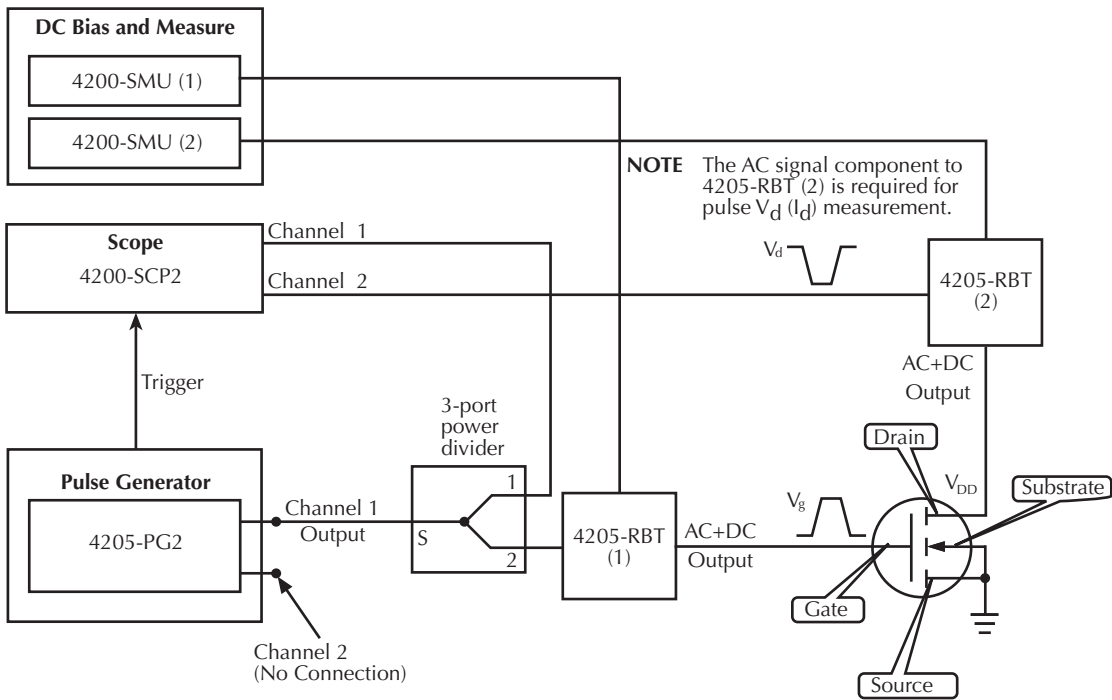 DC Bias and Measure
4200-SMU (1)
4200-SMU (2)
NOTE The AC signal component to
4205-RBT (2) is required for
pulse Vd (Id) measurement.
Scope
4200-SCP2
Channel 1
Channel 2
Vd
4205-RBT
(2)
AC+DC
Output
Trigger
3-port
power
divider
Drain
Pulse Generator
4205-PG2
Channel 1
Output
S
1
2
4205-RBT
(1)
AC+DC
Output
Vg
VDD
Substrate
Gate
Source
Channel 2
(No Connection)